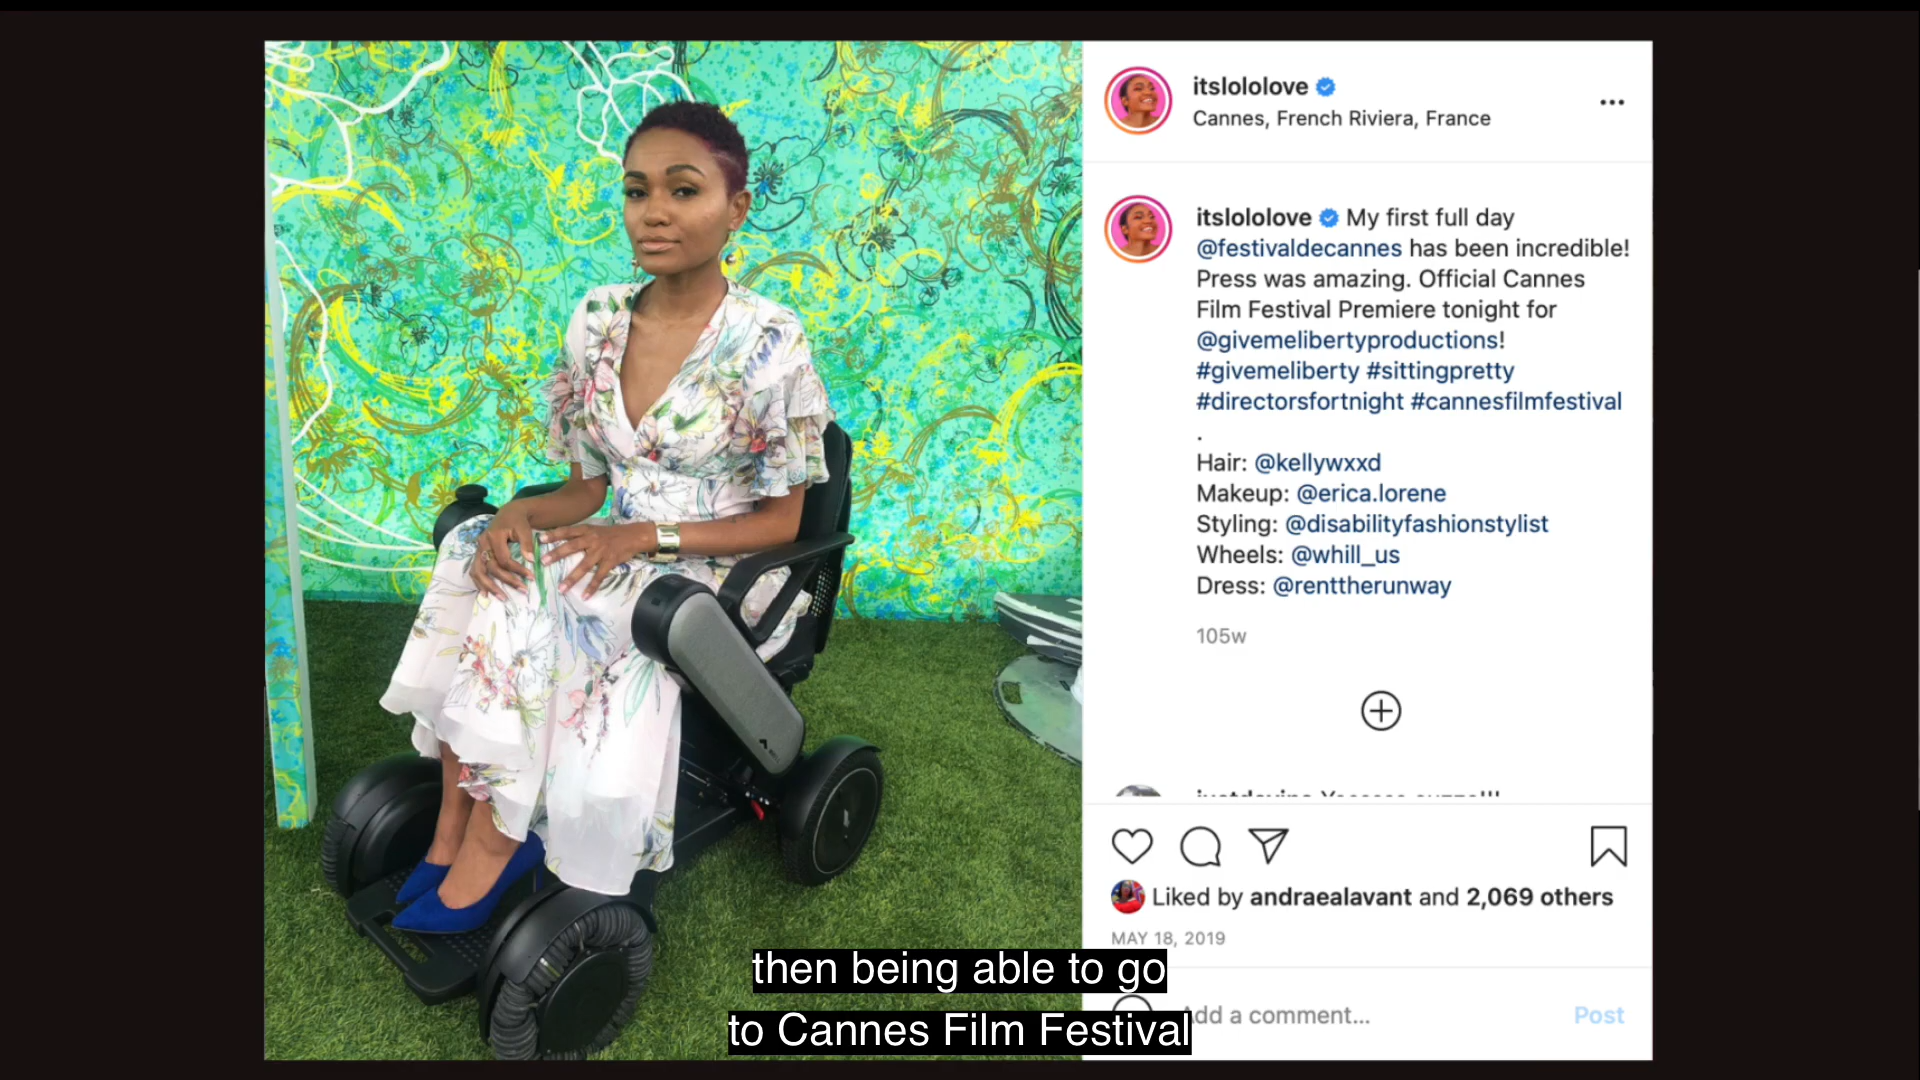 itslololove
Cannes, French Riviera, France
itslololove My first full day
@festivaldecannes has been incredible!
Press was amazing. Official Cannes
Film Festival Premiere tonight for
@givemelibertyproductions!
#givemeliberty #sittingpretty
#directorsfortnight #cannesfilmfestival
.
Hair: @kellywxxd
Makeup: @erica.lorene
Styling: @disabilityfashionstylist
Wheels: @whill_us
Dress: @renttherunway
105w
Liked by andraealavant and 2,069 others
MAY 18, 2019
dd a comment...
Post
then being able to go
to Cannes Film Festival